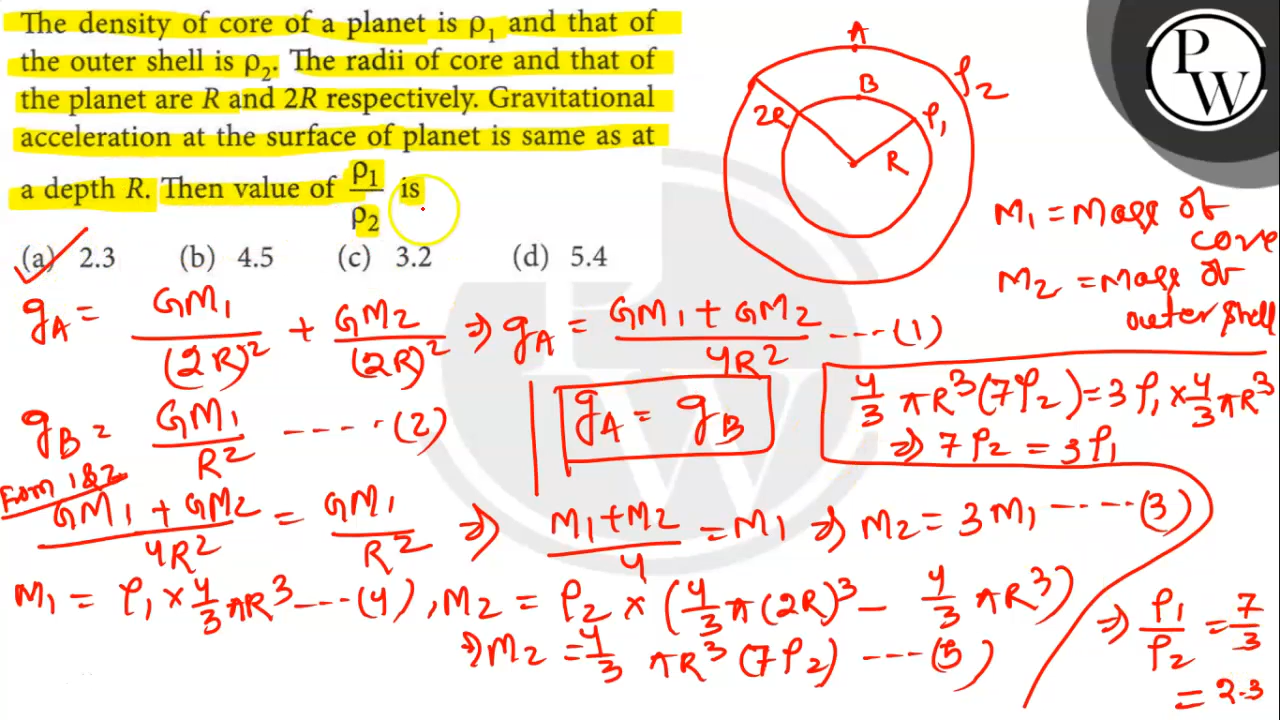 The density of core of a planet is ρ₁ and that of
the outer shell is ρ₂. The radii of core and that of
the planet are R and 2R respectively. Gravitational
acceleration at the surface of planet is same as at
a depth R. Then value of ρ₁/ρ₂ is
(a) 2.3 (b) 4.5 (c) 3.2 (d) 5.4
A
B
ρ₂
2R
ρ₁
R
P
W
M₁ = Mass of
core
M₂ = Mass of
outer shell
g_A = GM₁/(2R)² + GM₂/(2R)² ⇒ g_A = (GM₁ + GM₂)/4R² ----(1)
g_B = GM₁/R² -----(2)
g_A = g_B
4/3 πR³(7ρ₂) = 3ρ₁ × 4/3 πR³
⇒ 7ρ₂ = 3ρ₁
From 1 & 2
(GM₁ + GM₂)/4R² = GM₁/R² ⇒ (M₁ + M₂)/4 = M₁ ⇒ M₂ = 3M₁ -----(3)
M₁ = ρ₁ × 4/3 πR³ ---(4), M₂ = ρ₂ × (4/3 π(2R)³ - 4/3 πR³)
⇒ M₂ = 4/3 πR³(7ρ₂) ----(5)
⇒ ρ₁/ρ₂ = 7/3
= 2.3